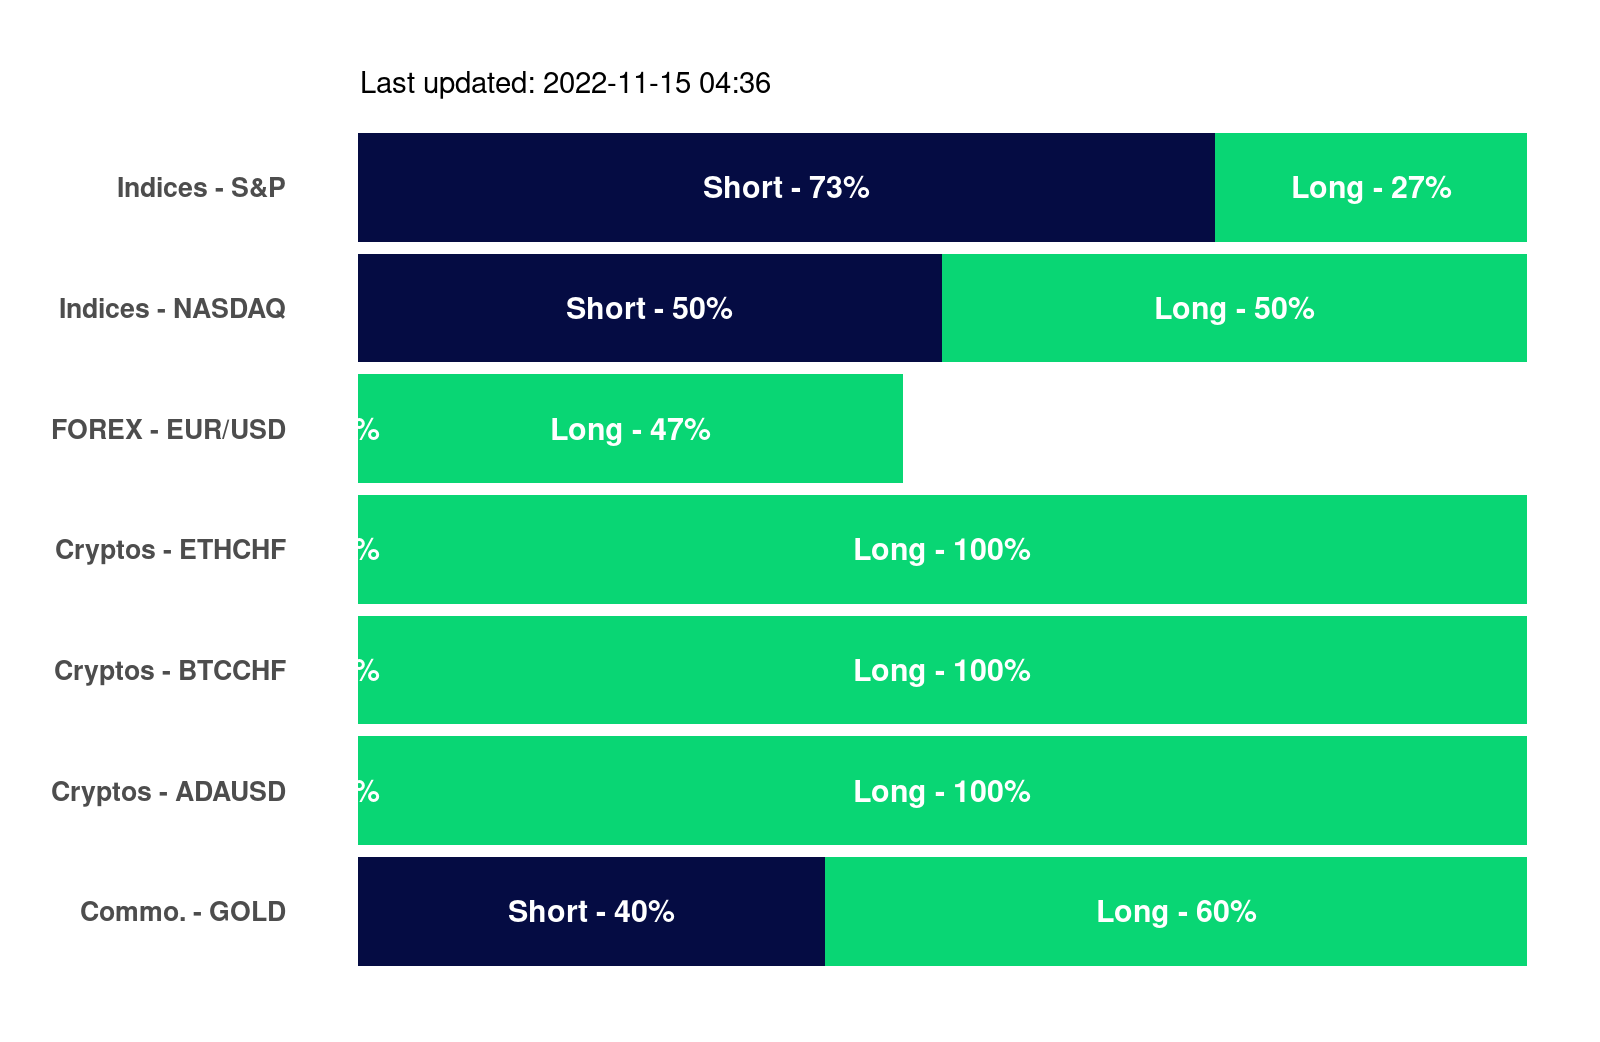 Last updated: 2022-11-15 04:36
Indices - S&P Short - 73% Long - 27%
Indices - NASDAQ Short - 50% Long - 50%
FOREX - EUR/USD % Long - 47%
Cryptos - ETHCHF % Long - 100%
Cryptos - BTCCHF % Long - 100%
Cryptos - ADAUSD % Long - 100%
Commo. - GOLD Short - 40% Long - 60%